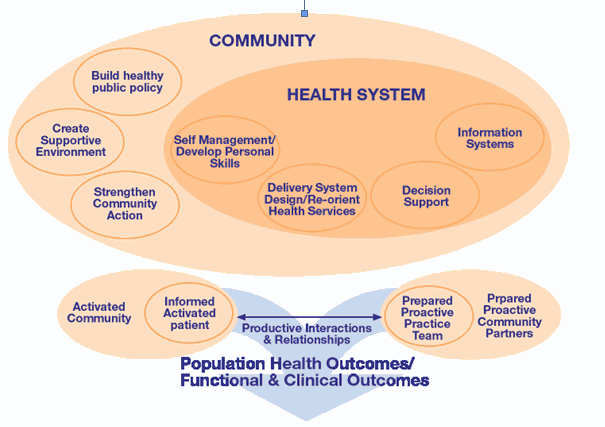 COMMUNITY
Build healthy
public policy
HEALTH SYSTEM
Create
Supportive
Environment
Self Management/
Develop Personal
Skills
Information
Systems
Strengthen
Community
Action
Delivery System
Design/Re-orient
Health Services
Decision
Support
Activated
Community
Informed
Activated
patient
Productive Interactions
& Relationships
Prepared
Proactive
Practice
Team
Prpared
Proactive
Community
Partners
Population Health Outcomes/
Functional & Clinical Outcomes